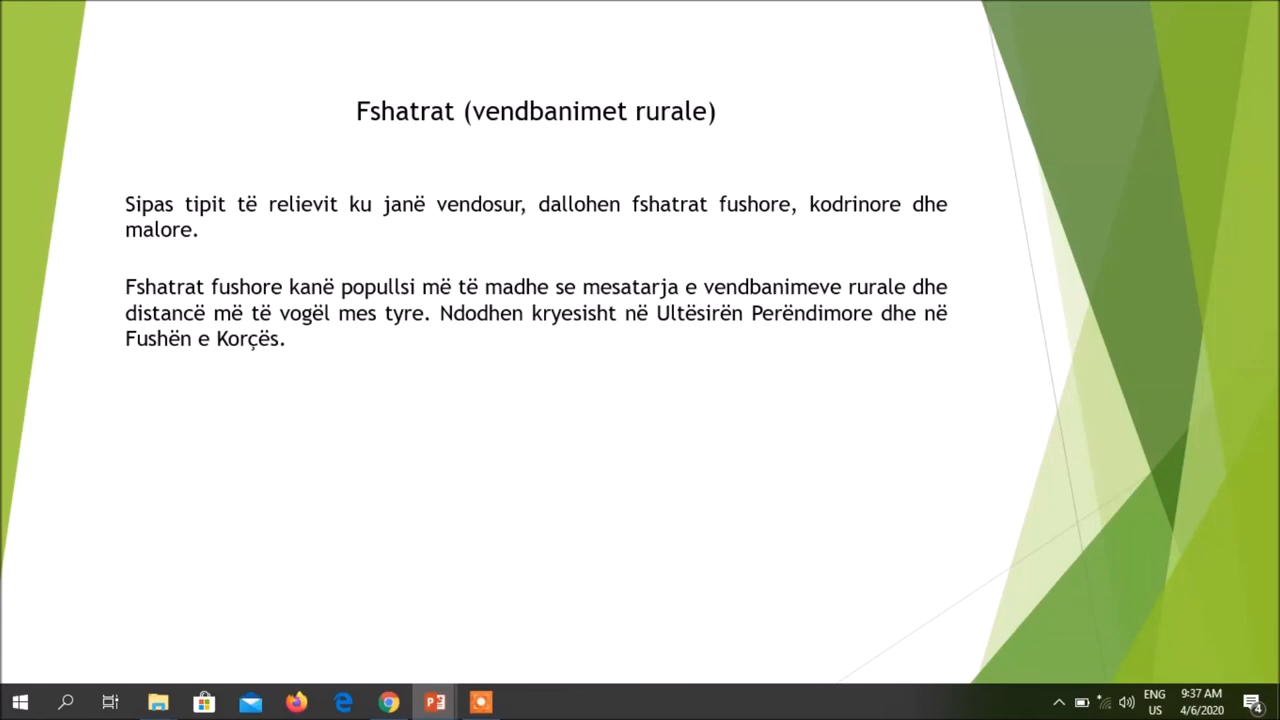 Fshatrat (vendbanimet rurale)
Sipas tipit të relievit ku janë vendosur, dallohen fshatrat fushore, kodrinore dhe
malore.
Fshatrat fushore kanë popullsi më të madhe se mesatarja e vendbanimeve rurale dhe
distancë më të vogël mes tyre. Ndodhen kryesisht në Ultësirën Perëndimore dhe në
Fushën e Korçës.
ENG
US
9:37 AM
4/6/2020
4